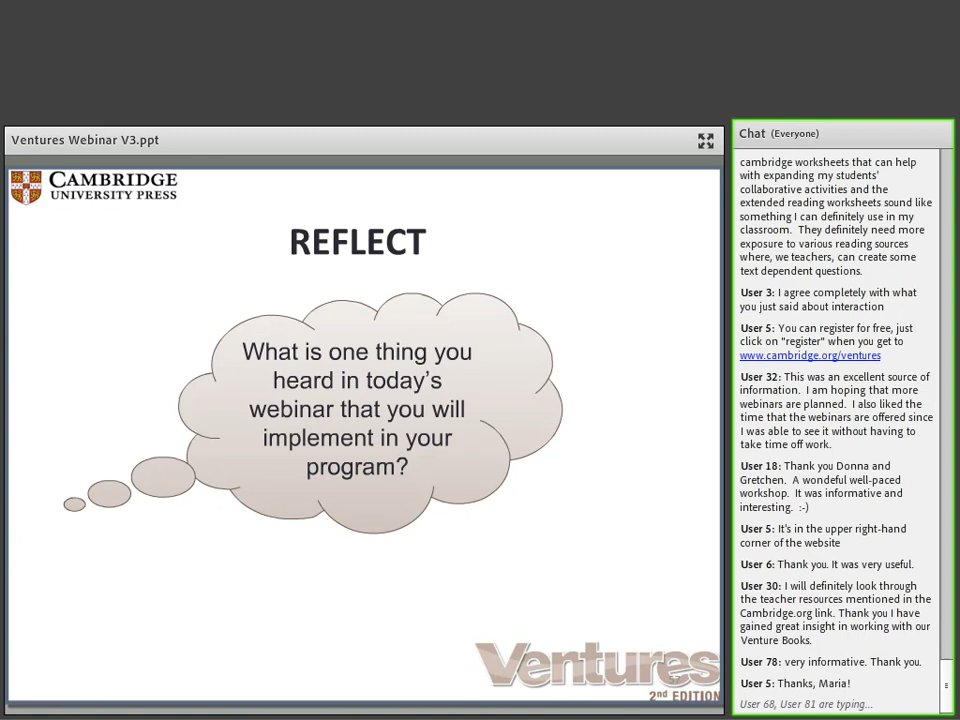 Ventures Webinar V3.ppt
CAMBRIDGE
UNIVERSITY PRESS
REFLECT
What is one thing you
heard in today’s
webinar that you will
implement in your
program?
Ventures
2nd EDITION
Chat (Everyone)
cambridge worksheets that can help
with expanding my students'
collaborative activities and the
extended reading worksheets sound like
something I can definitely use in my
classroom. They definitely need more
exposure to various reading sources
where, we teachers, can create some
text dependent questions.
User 3: I agree completely with what
you just said about interaction
User 5: You can register for free, just
click on "register" when you get to
www.cambridge.org/ventures
User 32: This was an excellent source of
information. I am hoping that more
webinars are planned. I also liked the
time that the webinars are offered since
I was able to see it without having to
take time off work.
User 18: Thank you Donna and
Gretchen. A wondeful well-paced
workshop. It was informative and
interesting. :-)
User 5: It's in the upper right-hand
corner of the website
User 6: Thank you. It was very useful.
User 30: I will definitely look through
the teacher resources mentioned in the
Cambridge.org link. Thank you I have
gained great insight in working with our
Venture Books.
User 78: very informative. Thank you.
User 5: Thanks, Maria!
User 68, User 81 are typing...